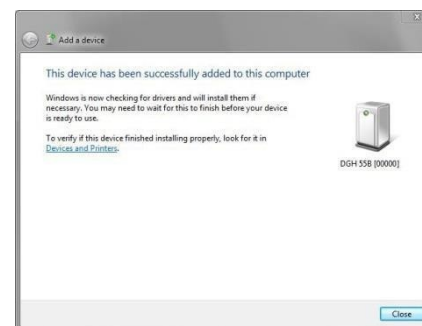 Add a device
This device has been successfully added to this computer
Windows is now checking for drivers and will install them if
necessary. You may need to wait for this to finish before your device
is ready to use.
To verify if this device finished installing properly, look for it in
Devices and Printers.
DGH 55B [00000]
Close